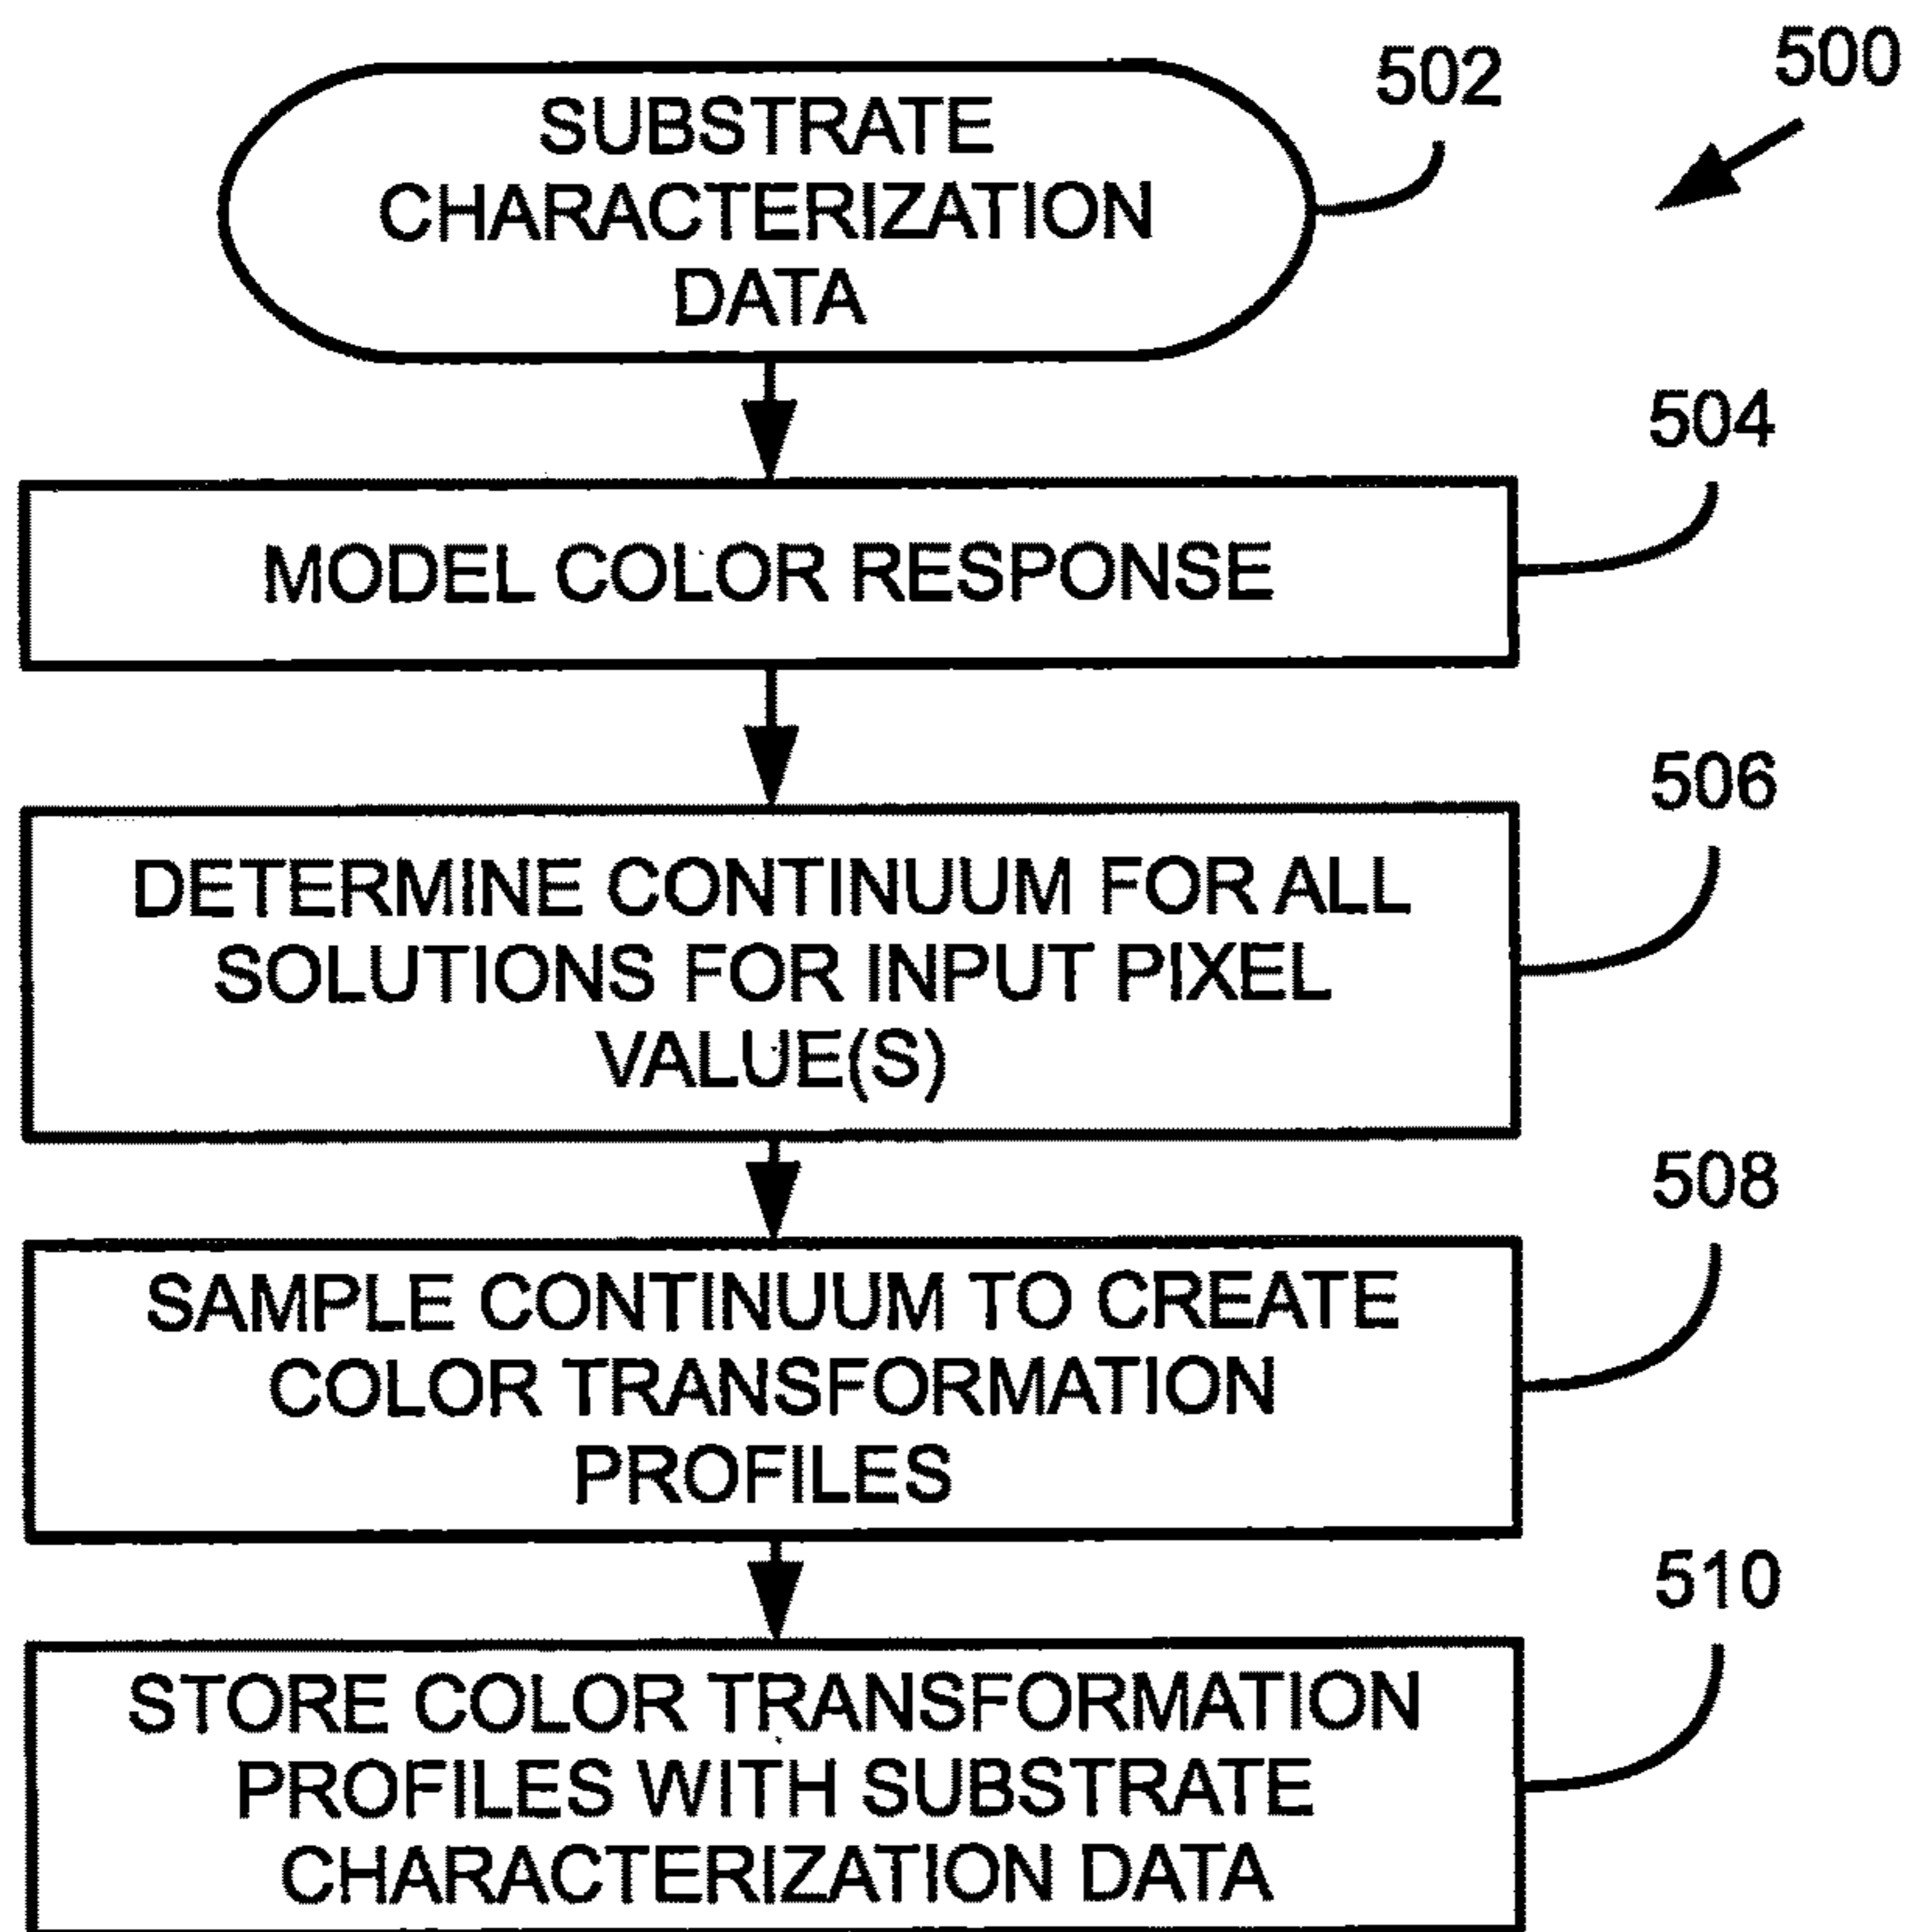 500
502
SUBSTRATE
CHARACTERIZATION
DATA
504
MODEL COLOR RESPONSE
506
DETERMINE CONTINUUM FOR ALL
SOLUTIONS FOR INPUT PIXEL
VALUE(S)
508
SAMPLE CONTINUUM TO CREATE
COLOR TRANSFORMATION
PROFILES
510
STORE COLOR TRANSFORMATION
PROFILES WITH SUBSTRATE
CHARACTERIZATION DATA